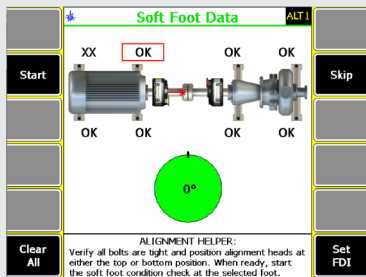 Soft Foot Data
ALT1
XX OK OK OK
Start
Skip
OK OK OK OK
0°
ALIGNMENT HELPER:
Verify all bolts are tight and position alignment heads at
either the top or bottom position. When ready, start
the soft foot condition check at the selected foot.
Clear
All
Set
FDI